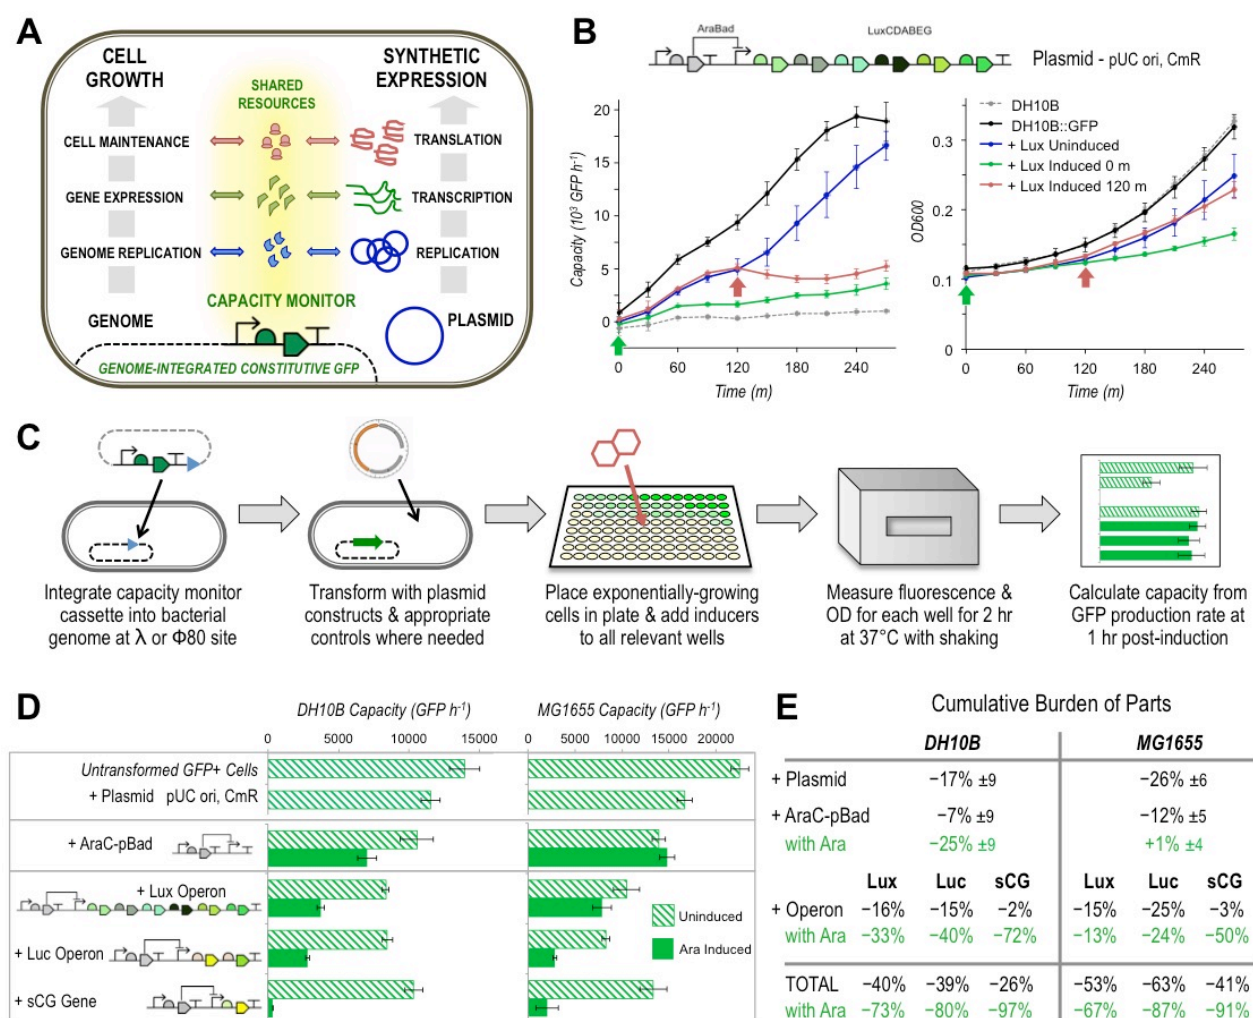 A
CELL
GROWTH
SYNTHETIC
EXPRESSION
SHARED
RESOURCES
CELL MAINTENANCE
TRANSLATION
GENE EXPRESSION
TRANSCRIPTION
GENOME REPLICATION
REPLICATION
CAPACITY MONITOR
GENOME
PLASMID
GENOME-INTEGRATED CONSTITUTIVE GFP
B
AraBad
LuxCDABEG
Plasmid - pUC ori, CmR
Capacity (10³ GFP h⁻¹)
20
15
10
5
0
0 60 120 180 240
Time (m)
OD600
0.3
0.2
0.1
0
DH10B
DH10B::GFP
+ Lux Uninduced
+ Lux Induced 0 m
+ Lux Induced 120 m
0 60 120 180 240
Time (m)
C
Integrate capacity monitor
cassette into bacterial
genome at λ or Φ80 site
Transform with plasmid
constructs & appropriate
controls where needed
Place exponentially-growing
cells in plate & add inducers
to all relevant wells
Measure fluorescence &
OD for each well for 2 hr
at 37°C with shaking
Calculate capacity from
GFP production rate at
1 hr post-induction
D
DH10B Capacity (GFP h⁻¹)
MG1655 Capacity (GFP h⁻¹)
0 5000 10000 15000
0 5000 10000 15000 20000
Untransformed GFP+ Cells
+ Plasmid pUC ori, CmR
+ AraC-pBad
+ Lux Operon
+ Luc Operon
+ sCG Gene
Uninduced
Ara Induced
E
Cumulative Burden of Parts
DH10B MG1655
+ Plasmid −17% ±9 −26% ±6
+ AraC-pBad −7% ±9 −12% ±5
with Ara −25% ±9 +1% ±4
Lux Luc sCG Lux Luc sCG
+ Operon −16% −15% −2% −15% −25% −3%
with Ara −33% −40% −72% −13% −24% −50%
TOTAL −40% −39% −26% −53% −63% −41%
with Ara −73% −80% −97% −67% −87% −91%